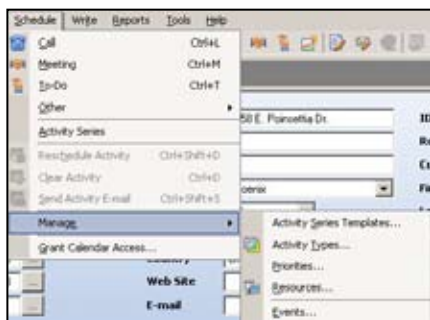 Schedule Write Reports Tools Help
Call Ctrl+L
Meeting Ctrl+M
To-Do Ctrl+T
Other
Activity Series
Reschedule Activity Ctrl+Shift+D
Clear Activity Ctrl+D
Send Activity E-mail Ctrl+Shift+S
Manage
Grant Calendar Access...
E. Poinsettia Dr.
ID
oenix
Activity Series Templates...
Activity Types...
Priorities...
Resources...
Events...
Web Site
E-mail